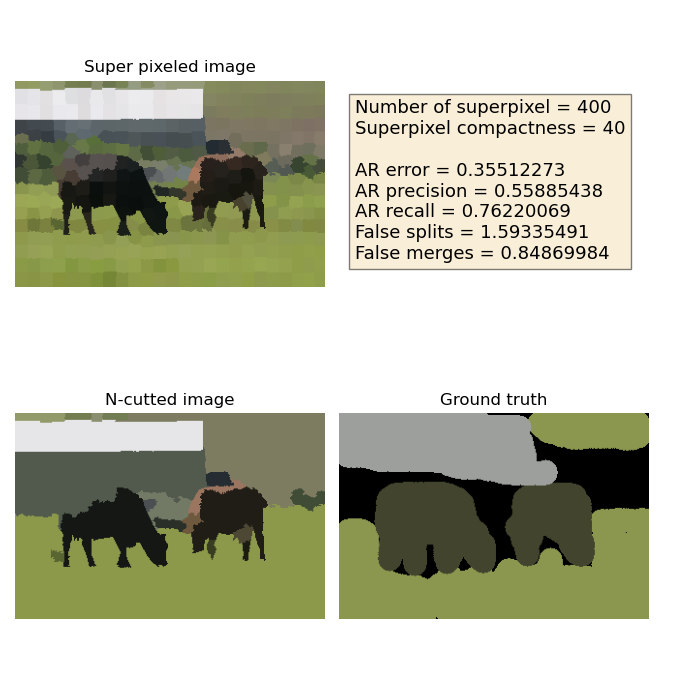 Super pixeled image
Number of superpixel = 400
Superpixel compactness = 40
AR error = 0.35512273
AR precision = 0.55885438
AR recall = 0.76220069
False splits = 1.59335491
False merges = 0.84869984
N-cutted image
Ground truth